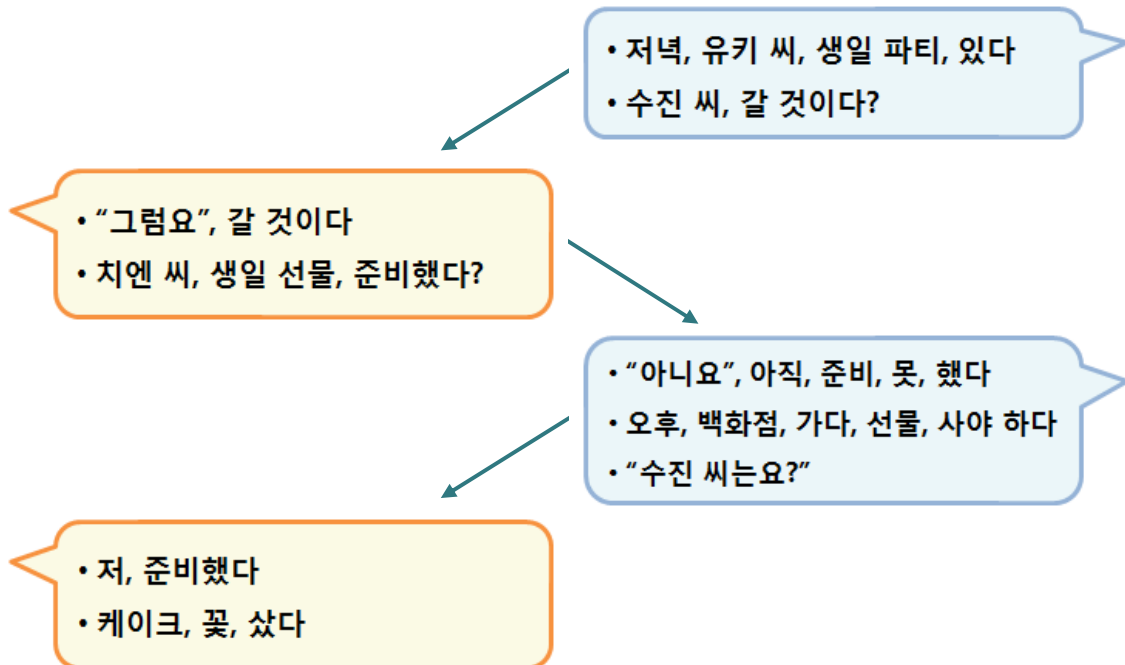 • 저녁, 유키 씨, 생일 파티, 있다
• 수진 씨, 갈 것이다?
• “그럼요”, 갈 것이다
• 치엔 씨, 생일 선물, 준비했다?
• “아니요”, 아직, 준비, 못, 했다
• 오후, 백화점, 가다, 선물, 사야 하다
• “수진 씨는요?”
• 저, 준비했다
• 케이크, 꽃, 샀다